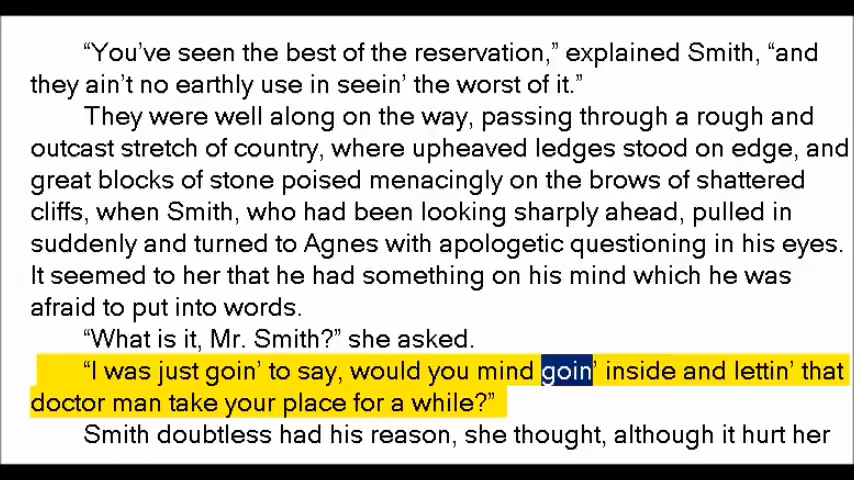 “You’ve seen the best of the reservation,” explained Smith, “and
they ain’t no earthly use in seein’ the worst of it.”
They were well along on the way, passing through a rough and
outcast stretch of country, where upheaved ledges stood on edge, and
great blocks of stone poised menacingly on the brows of shattered
cliffs, when Smith, who had been looking sharply ahead, pulled in
suddenly and turned to Agnes with apologetic questioning in his eyes.
It seemed to her that he had something on his mind which he was
afraid to put into words.
“What is it, Mr. Smith?” she asked.
“I was just goin’ to say, would you mind goin’ inside and lettin’ that
doctor man take your place for a while?”
Smith doubtless had his reason, she thought, although it hurt her